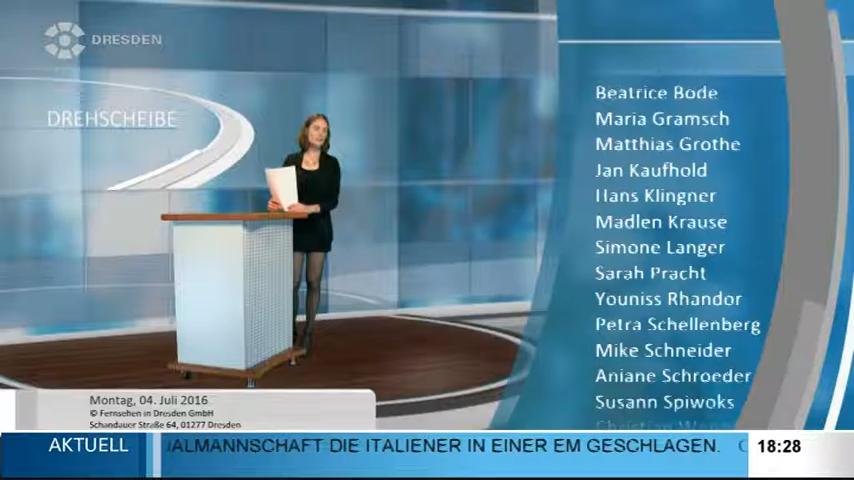 DRESDEN
DREHSCHEIBE
Beatrice Bode
Maria Gramsch
Matthias Grothe
Jan Kaufhold
Hans Klingner
Madlen Krause
Simone Langer
Sarah Pracht
Youniss Rhandor
Petra Schellenberg
Mike Schneider
Aniane Schroeder
Susann Spiwoks
Christian
Montag, 04. Juli 2016
© Fernsehen in Dresden GmbH
Schandauer Straße 64, 01277 Dresden
AKTUELL
ALMANNSCHAFT DIE ITALIENER IN EINER EM GESCHLAGEN.
18:28